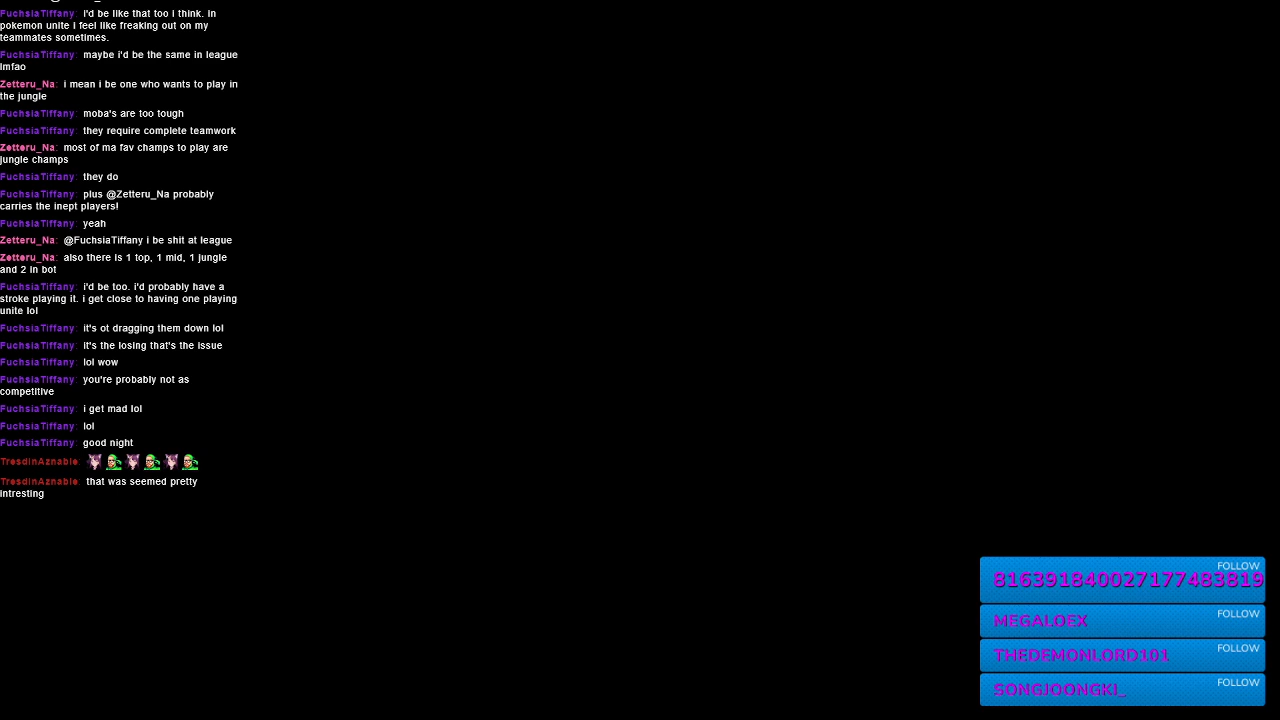 FuchsiaTiffany: i'd be like that too i think. in
pokemon unite i feel like freaking out on my
teammates sometimes.
FuchsiaTiffany: maybe i'd be the same in league
lmfao
Zetteru_Na: i mean i be one who wants to play in
the jungle
FuchsiaTiffany: moba's are too tough
FuchsiaTiffany: they require complete teamwork
Zetteru_Na: most of ma fav champs to play are
jungle champs
FuchsiaTiffany: they do
FuchsiaTiffany: plus @Zetteru_Na probably
carries the inept players!
FuchsiaTiffany: yeah
Zetteru_Na: @FuchsiaTiffany i be shit at league
Zetteru_Na: also there is 1 top, 1 mid, 1 jungle
and 2 in bot
FuchsiaTiffany: i'd be too. i'd probably have a
stroke playing it. i get close to having one playing
unite lol
FuchsiaTiffany: it's ot dragging them down lol
FuchsiaTiffany: it's the losing that's the issue
FuchsiaTiffany: lol wow
FuchsiaTiffany: you're probably not as
competitive
FuchsiaTiffany: i get mad lol
FuchsiaTiffany: lol
FuchsiaTiffany: good night
TresdinAznable:
TresdinAznable: that was seemed pretty
intresting
FOLLOW
816391840027177483819
FOLLOW
MEGALOEX
FOLLOW
THEDEMONLORD101
FOLLOW
SONGJOONGKI_